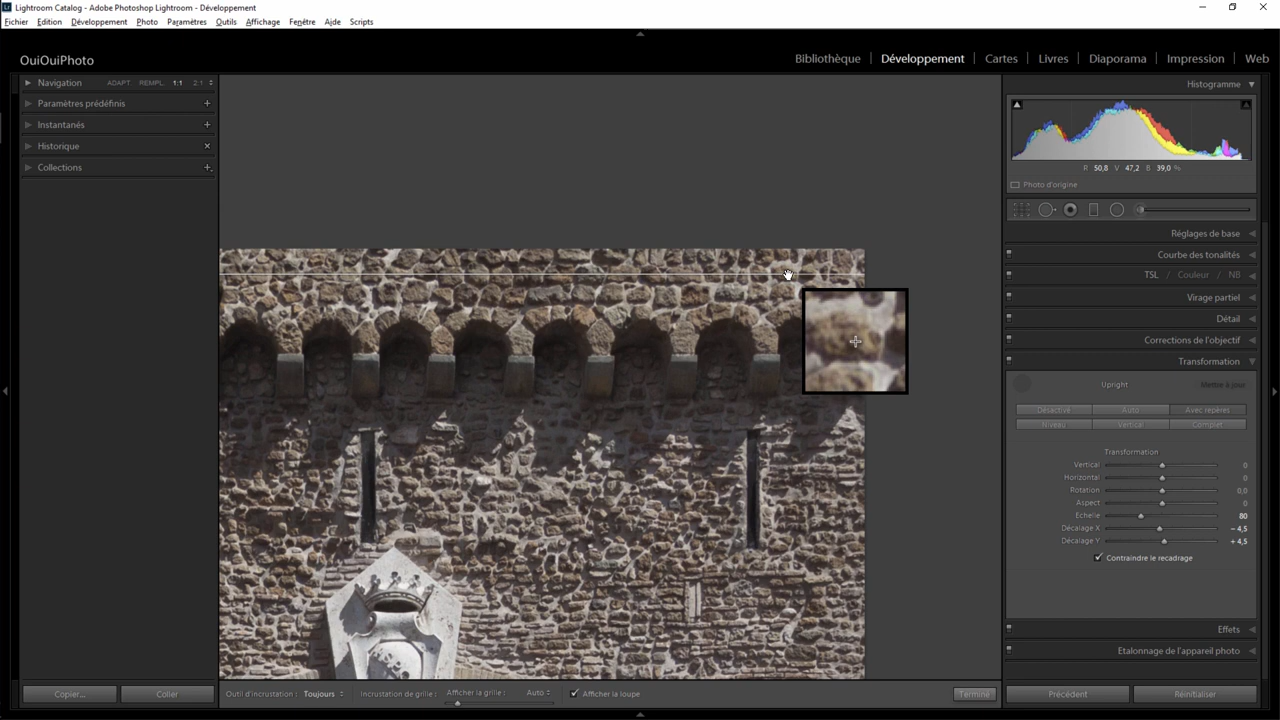 Lightroom Catalog - Adobe Photoshop Lightroom - Développement
Fichier Edition Développement Photo Paramètres Outils Affichage Fenêtre Aide Scripts
OuiOuiPhoto
Bibliothèque Développement Cartes Livres Diaporama Impression Web
Navigation ADAPT. REMPL. 1:1 2:1
Paramètres prédéfinis +
Instantanés +
Historique ×
Collections +
Histogramme
R 50,8 V 47,2 B 39,0 %
Photo d'origine
Réglages de base
Courbe des tonalités
TSL / Couleur / NB
Virage partiel
Détail
Corrections de l'objectif
Transformation
Upright Mettre à jour
Désactivé Auto Avec repères
Niveau Vertical Complet
Transformation
Vertical 0
Horizontal 0
Rotation 0,0
Aspect 0
Echelle 80
Décalage X – 4,5
Décalage Y + 4,5
Contraindre le recadrage
Effets
Etalonnage de l'appareil photo
Copier... Coller
Outil d'incrustation : Toujours Incrustation de grille : Afficher la grille : Auto Afficher la loupe Terminé
Précédent Réinitialiser